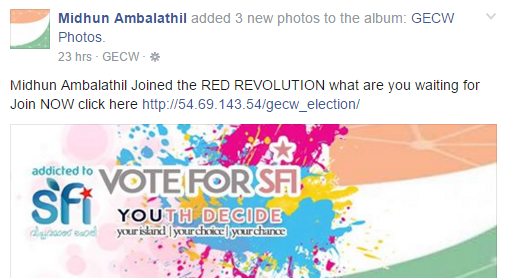 Midhun Ambalathil added 3 new photos to the album: GECW
Photos.
23 hrs · GECW ·
Midhun Ambalathil Joined the RED REVOLUTION what are you waiting for
Join NOW click here http://54.69.143.54/gecw_election/
addicted to
sfi
VOTE FOR SFI
YOUTH DECIDE
your island | your choice | your chance